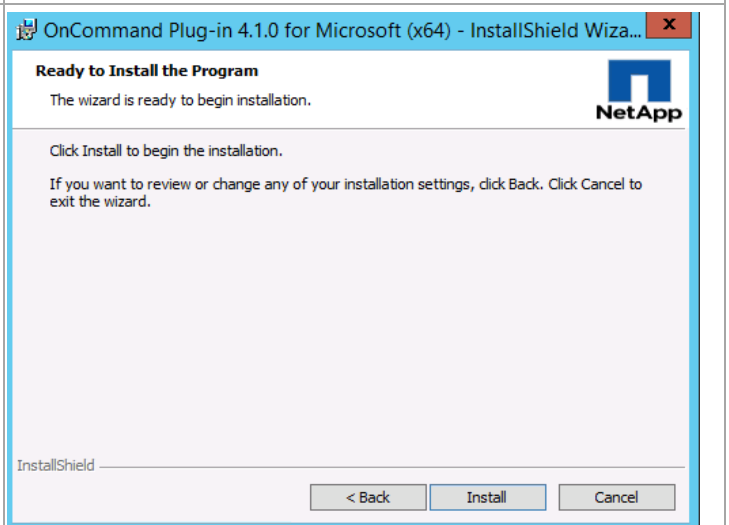 OnCommand Plug-in 4.1.0 for Microsoft (x64) - InstallShield Wiza... x
Ready to Install the Program
The wizard is ready to begin installation.
NetApp
Click Install to begin the installation.
If you want to review or change any of your installation settings, click Back. Click Cancel to
exit the wizard.
InstallShield
< Back Install Cancel